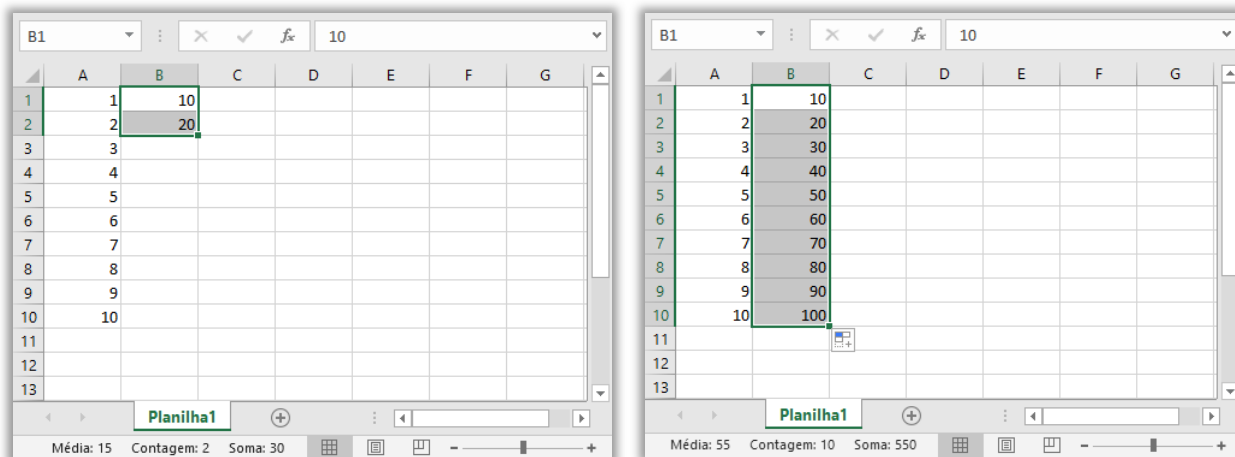 B1 fx 10
A B C D E F G
1 1 10
2 2 20
3 3
4 4
5 5
6 6
7 7
8 8
9 9
10 10
11
12
13
Planilha1
Média: 15 Contagem: 2 Soma: 30
B1 fx 10
A B C D E F G
1 1 10
2 2 20
3 3 30
4 4 40
5 5 50
6 6 60
7 7 70
8 8 80
9 9 90
10 10 100
11
12
13
Planilha1
Média: 55 Contagem: 10 Soma: 550